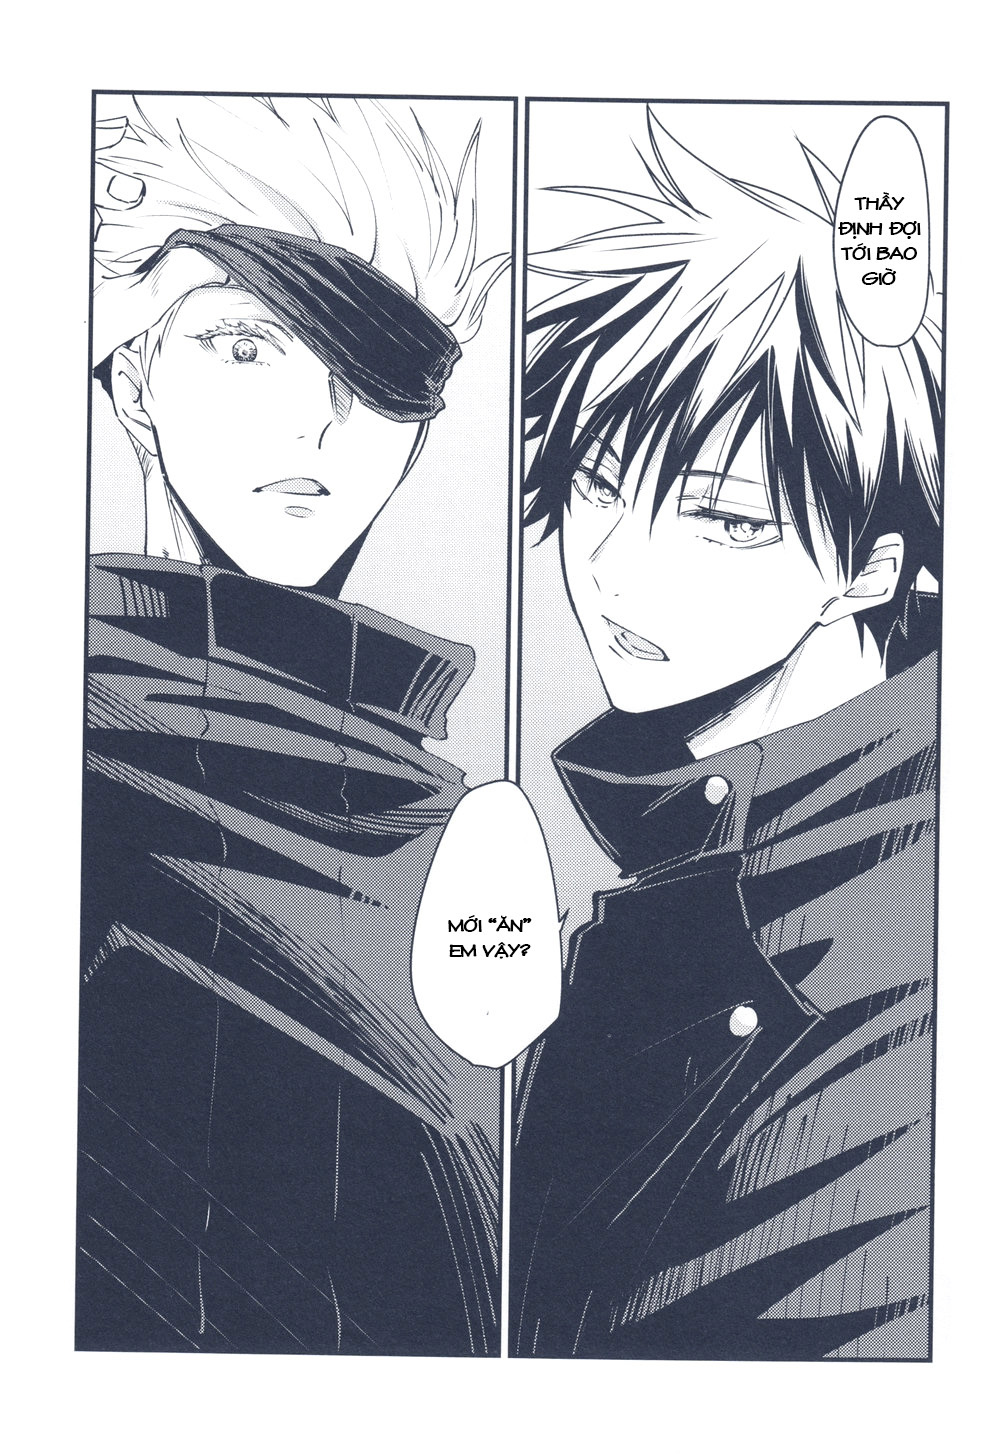 THẦY
ĐỊNH ĐỢI
TỚI BAO
GIỜ
MỚI “ĂN”
EM VẬY?